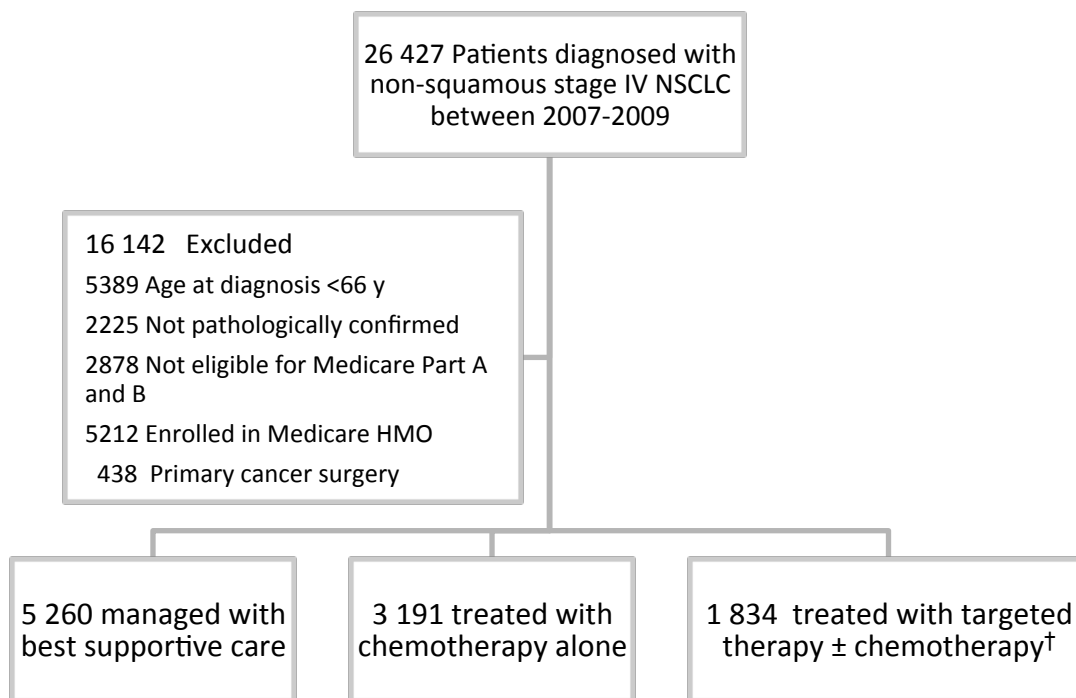 26 427 Patients diagnosed with
non-squamous stage IV NSCLC
between 2007-2009
16 142 Excluded
5389 Age at diagnosis <66 y
2225 Not pathologically confirmed
2878 Not eligible for Medicare Part A
and B
5212 Enrolled in Medicare HMO
438 Primary cancer surgery
5 260 managed with
best supportive care
3 191 treated with
chemotherapy alone
1 834 treated with targeted
therapy ± chemotherapy†